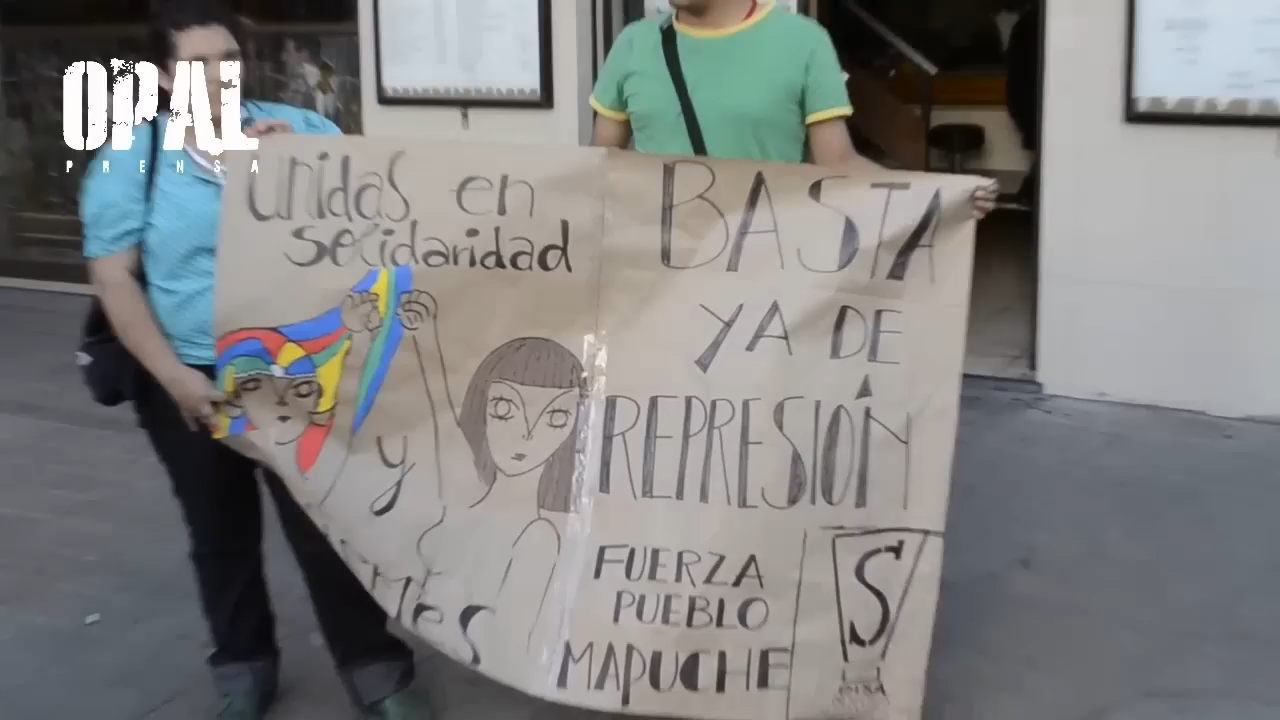 OPAL
PRENSA
unidas en
solidaridad
y
BASTA
YA DE
REPRESIÓN
FUERZA
PUEBLO
MAPUCHE
S